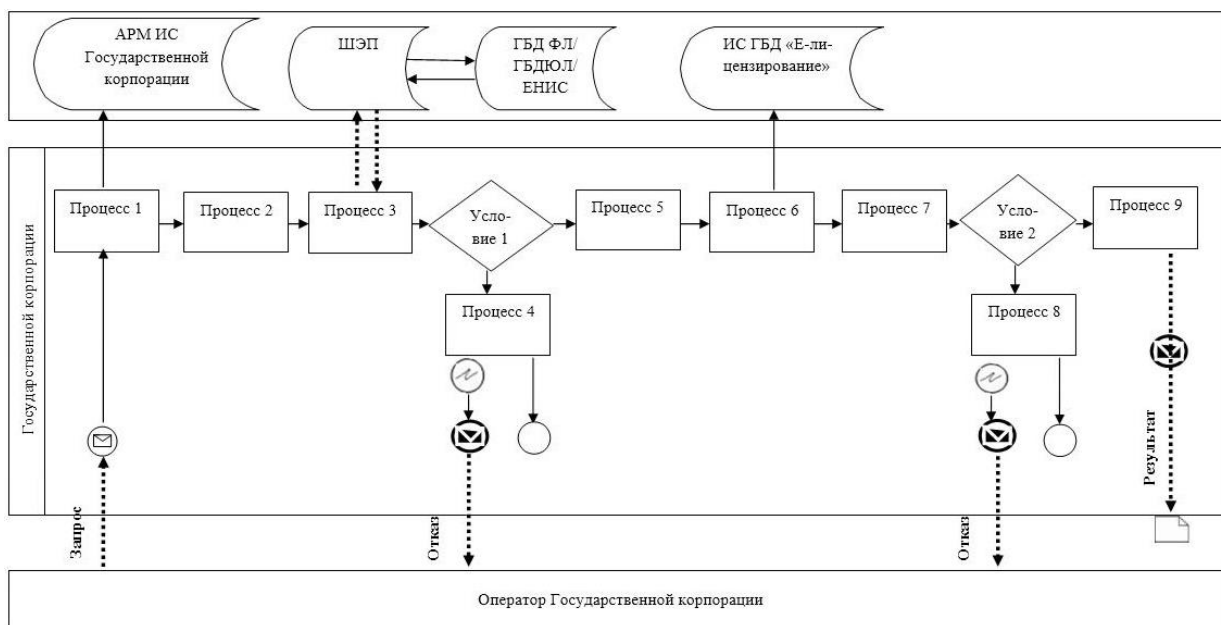 АРМ ИС
Государственной
корпорации
ШЭП
ГБД ФЛ/
ГБДЮЛ/
ЕНИС
ИС ГБД «Е-ли-
цензирование»
Государственной корпорации
Процесс 1
Процесс 2
Процесс 3
Усло-
вие 1
Процесс 5
Процесс 6
Процесс 7
Усло-
вие 2
Процесс 9
Процесс 4
Процесс 8
Запрос
Отказ
Отказ
Результат
Оператор Государственной корпорации